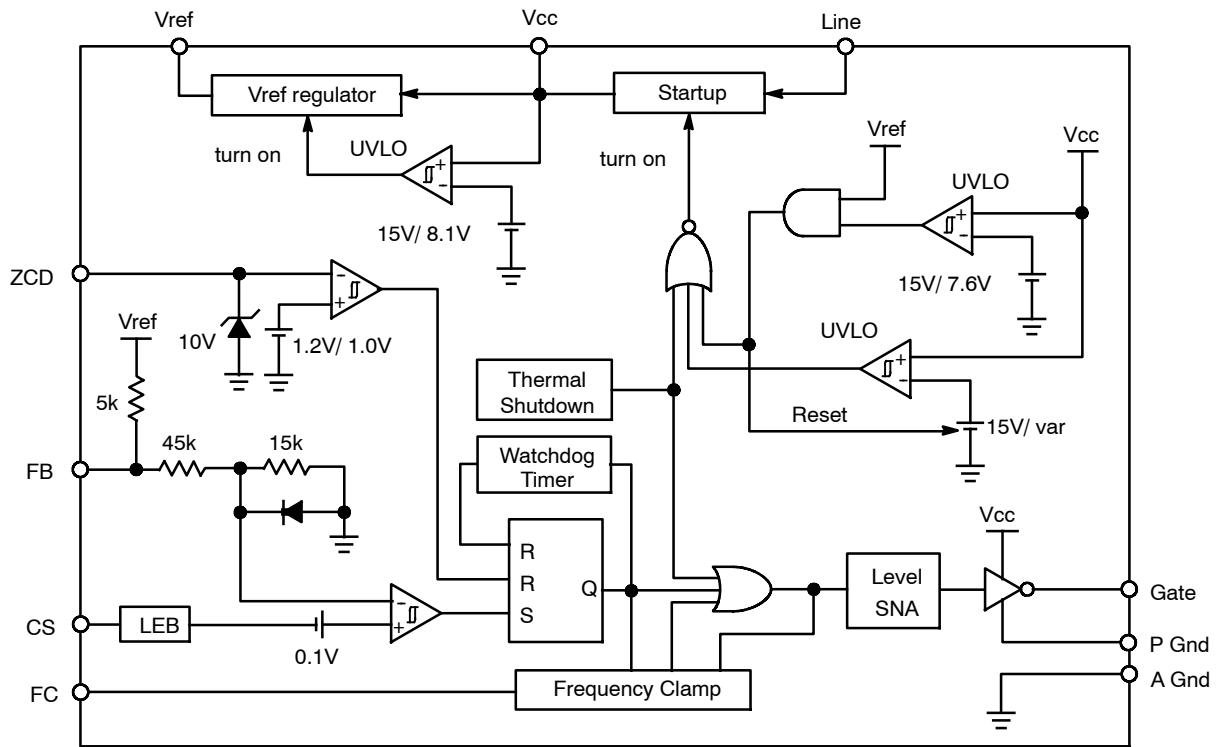 Vref
Vcc
Line
Vref regulator
Startup
turn on
UVLO
turn on
Vref
Vcc
UVLO
+
−
+
−
15V/ 8.1V
15V/ 7.6V
ZCD
−
+
Vref
10V
1.2V/ 1.0V
UVLO
+
−
5k
Thermal
Shutdown
Reset
15V/ var
FB
45k
15k
Watchdog
Timer
Vcc
R
R
S
Q
Level
SNA
Gate
CS
LEB
0.1V
−
+
P Gnd
A Gnd
FC
Frequency Clamp